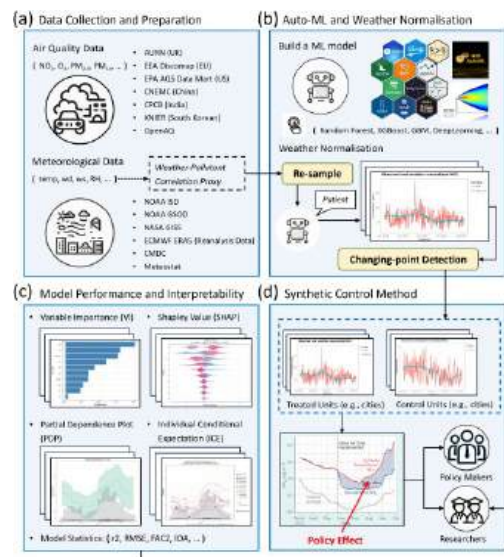 (a) Data Collection and Preparation
Air Quality Data
( NO₂, O₃, PM₂.₅, PM₁₀, ... )
• AURN (UK)
• EEA Discomap (EU)
• EPA AQS Data Mart (US)
• CNEMC (China)
• CPCB (India)
• KNIER (South Korean)
• OpenAQ
Meteorological Data
( temp, wd, ws, RH, ... )
Weather-Pollutant
Correlation Proxy
• NOAA ISD
• NOAA GSOD
• NASA GISS
• ECMWF ERA5 (Reanalysis Data)
• CMDC
• Meteostat
(b) Auto-ML and Weather Normalisation
Build a ML model
( Random Forest, XGBoost, GBM, DeepLearning, ... )
Weather Normalisation
Re-sample
Patient
Changing-point Detection
(c) Model Performance and Interpretability
• Variable Importance (VI)
• Shapley Value (SHAP)
• Partial Dependence Plot
(PDP)
• Individual Conditional
Expectation (ICE)
• Model Statistics: ( r2, RMSE, FAC2, IOA, ... )
(d) Synthetic Control Method
Treated Units (e.g., cities)
Control Units (e.g., cities)
Policy Effect
Policy Makers
Researchers